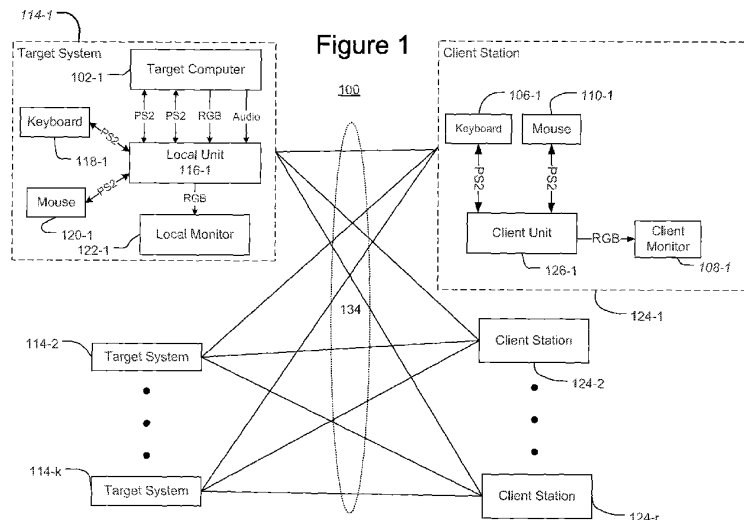 114-1
Figure 1
Target System
102-1
Target Computer
PS2
PS2
RGB
Audio
Keyboard
PS2
118-1
Local Unit
116-1
Mouse
PS2
120-1
RGB
122-1
Local Monitor
100
Client Station
106-1
110-1
Keyboard
Mouse
PS2
PS2
Client Unit
RGB
Client Monitor
126-1
108-1
124-1
134
114-2
Target System
Client Station
124-2
114-k
Target System
Client Station
124-r